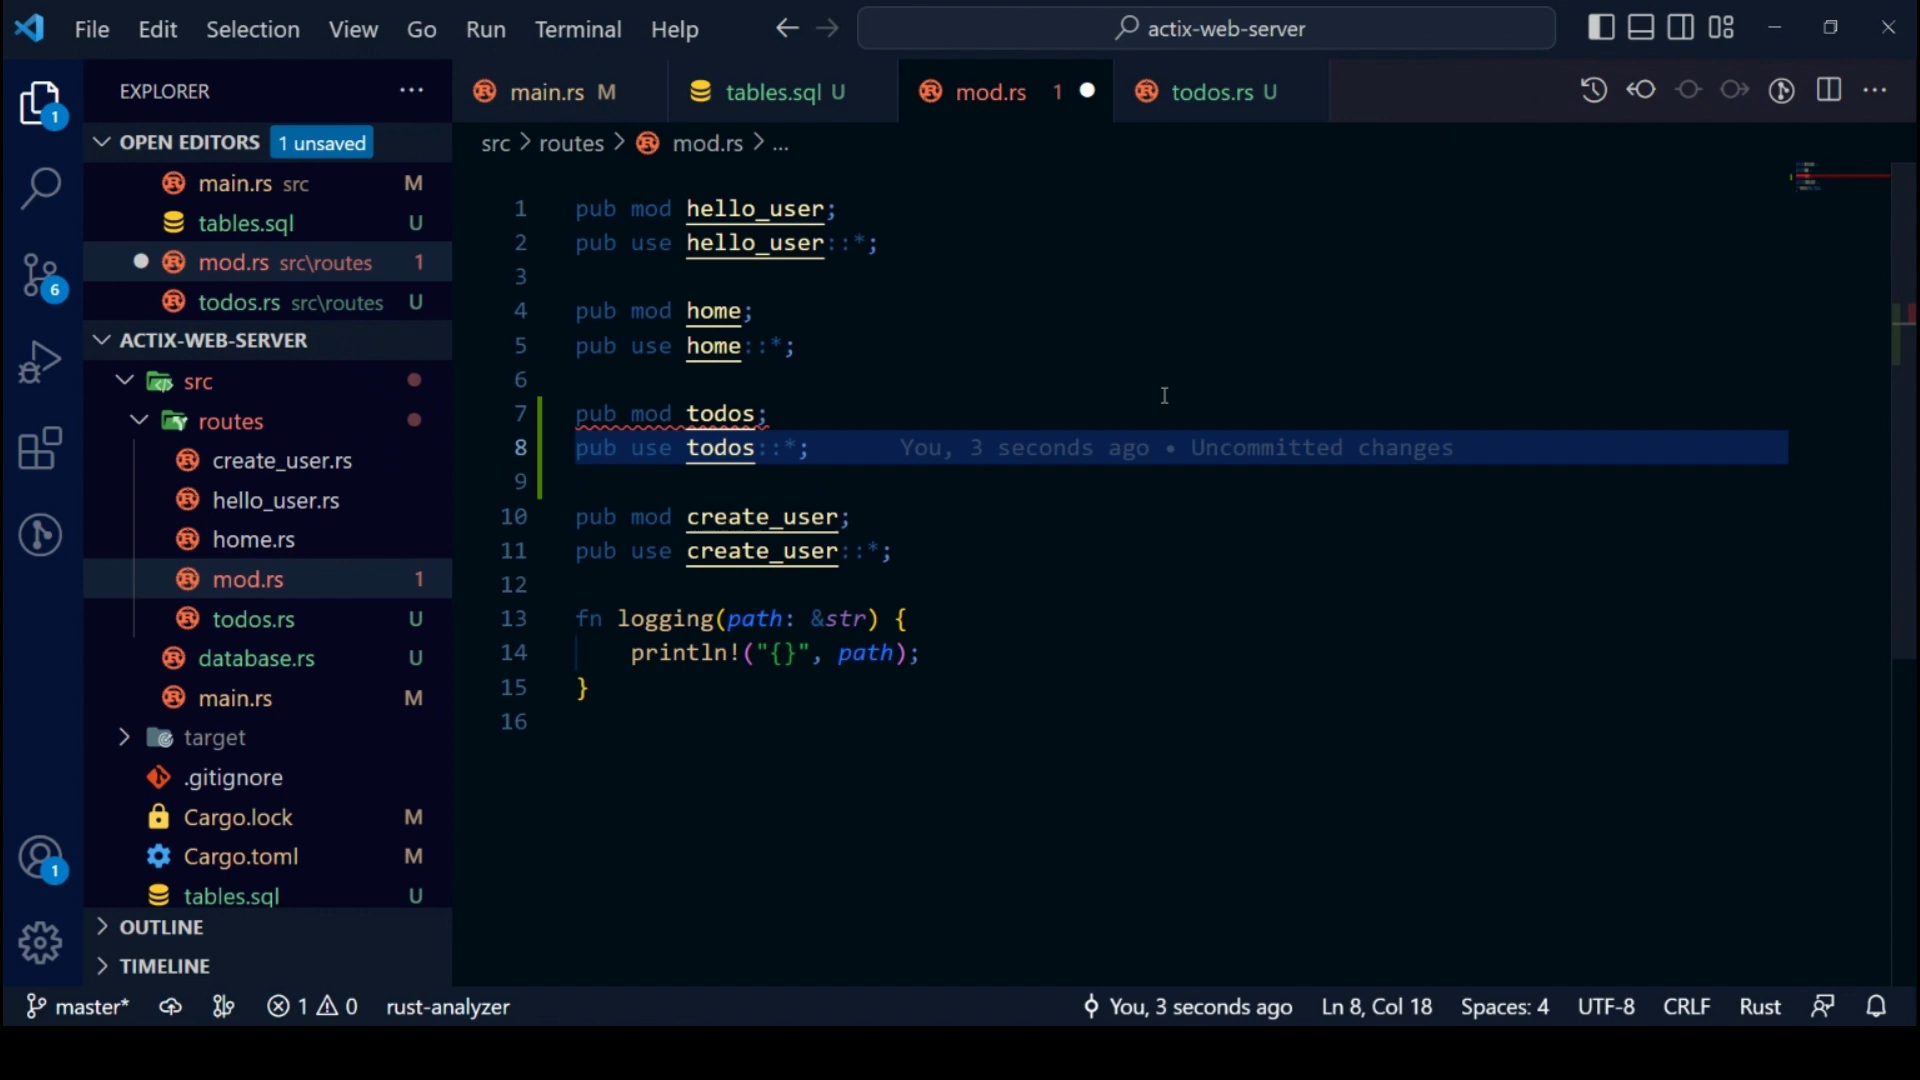 File Edit Selection View Go Run Terminal Help
actix-web-server
EXPLORER
1
OPEN EDITORS 1 unsaved
main.rs src M
tables.sql U
mod.rs src\routes 1
todos.rs src\routes U
6
ACTIX-WEB-SERVER
src
routes
create_user.rs
hello_user.rs
home.rs
mod.rs 1
todos.rs U
database.rs U
main.rs M
target
.gitignore
Cargo.lock M
Cargo.toml M
tables.sql U
1
OUTLINE
TIMELINE
main.rs M
tables.sql U
mod.rs 1
todos.rs U
src > routes > mod.rs > ...
1 pub mod hello_user;
2 pub use hello_user::*;
3
4 pub mod home;
5 pub use home::*;
6
7 pub mod todos;
8 pub use todos::*; You, 3 seconds ago • Uncommitted changes
9
10 pub mod create_user;
11 pub use create_user::*;
12
13 fn logging(path: &str) {
14 println!("{}", path);
15 }
16
master* 1 0 rust-analyzer You, 3 seconds ago Ln 8, Col 18 Spaces: 4 UTF-8 CRLF Rust